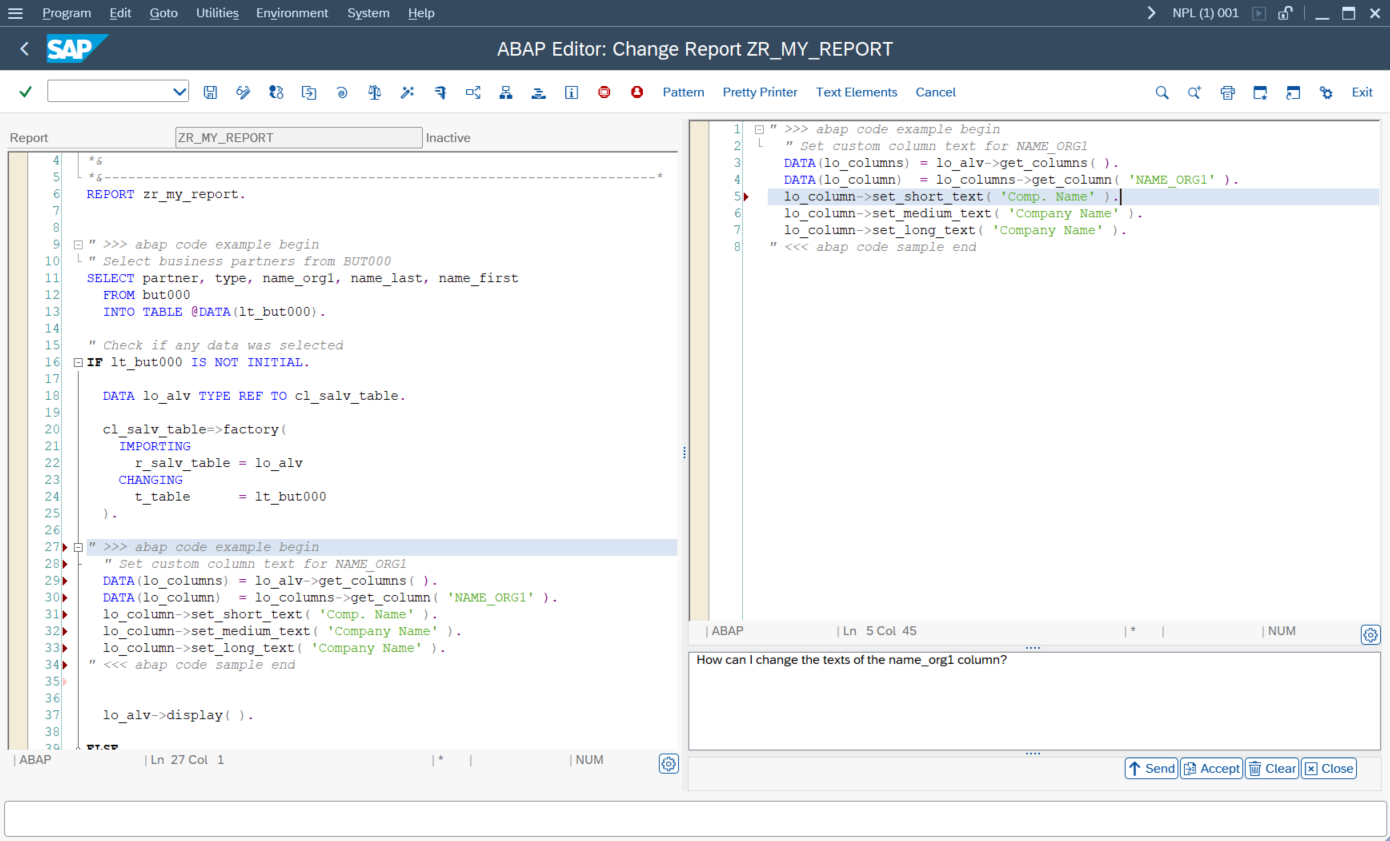 Program Edit Goto Utilities Environment System Help NPL (1) 001
SAP ABAP Editor: Change Report ZR_MY_REPORT
Pattern Pretty Printer Text Elements Cancel Exit
Report ZR_MY_REPORT Inactive
4 *&
5 *&---------------------------------------------------------------------*
6 REPORT zr_my_report.
7
8
9 " >>> abap code example begin
10 " Select business partners from BUT000
11 SELECT partner, type, name_org1, name_last, name_first
12 FROM but000
13 INTO TABLE @DATA(lt_but000).
14
15 " Check if any data was selected
16 IF lt_but000 IS NOT INITIAL.
17
18 DATA lo_alv TYPE REF TO cl_salv_table.
19
20 cl_salv_table=>factory(
21 IMPORTING
22 r_salv_table = lo_alv
23 CHANGING
24 t_table      = lt_but000
25 ).
26
27 " >>> abap code example begin
28 " Set custom column text for NAME_ORG1
29 DATA(lo_columns) = lo_alv->get_columns( ).
30 DATA(lo_column)  = lo_columns->get_column( 'NAME_ORG1' ).
31 lo_column->set_short_text( 'Comp. Name' ).
32 lo_column->set_medium_text( 'Company Name' ).
33 lo_column->set_long_text( 'Company Name' ).
34 " <<< abap code sample end
35
36
37 lo_alv->display( ).
38
39 ELSE
| ABAP | Ln 27 Col 1 | * | | NUM
1 " >>> abap code example begin
2 " Set custom column text for NAME_ORG1
3 DATA(lo_columns) = lo_alv->get_columns( ).
4 DATA(lo_column)  = lo_columns->get_column( 'NAME_ORG1' ).
5 lo_column->set_short_text( 'Comp. Name' ).
6 lo_column->set_medium_text( 'Company Name' ).
7 lo_column->set_long_text( 'Company Name' ).
8 " <<< abap code sample end
| ABAP | Ln 5 Col 45 | * | | NUM
How can I change the texts of the name_org1 column?
Send Accept Clear Close